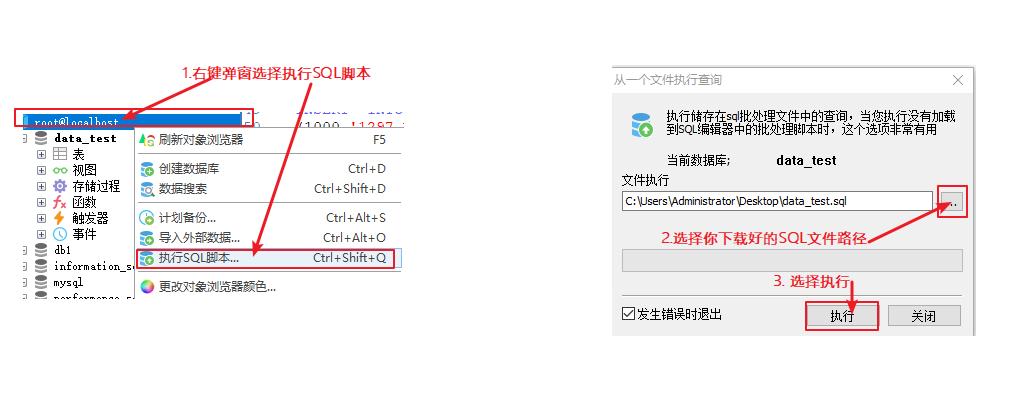 1.右键弹窗选择执行SQL脚本
root@localhost
data_test
表
视图
存储过程
函数
触发器
事件
db1
mysql
刷新对象浏览器 F5
创建数据库 Ctrl+D
数据搜索 Ctrl+Shift+D
计划备份... Ctrl+Alt+S
导入外部数据... Ctrl+Alt+O
执行SQL脚本... Ctrl+Shift+Q
更改对象浏览器颜色...
从一个文件执行查询
执行储存在sql批处理文件中的查询，当您执行没有加载
到SQL编辑器中的批处理脚本时，这个选项非常有用
当前数据库; data_test
文件执行
C:\Users\Administrator\Desktop\data_test.sql
..
2.选择你下载好的SQL文件路径
3. 选择执行
发生错误时退出
执行
关闭